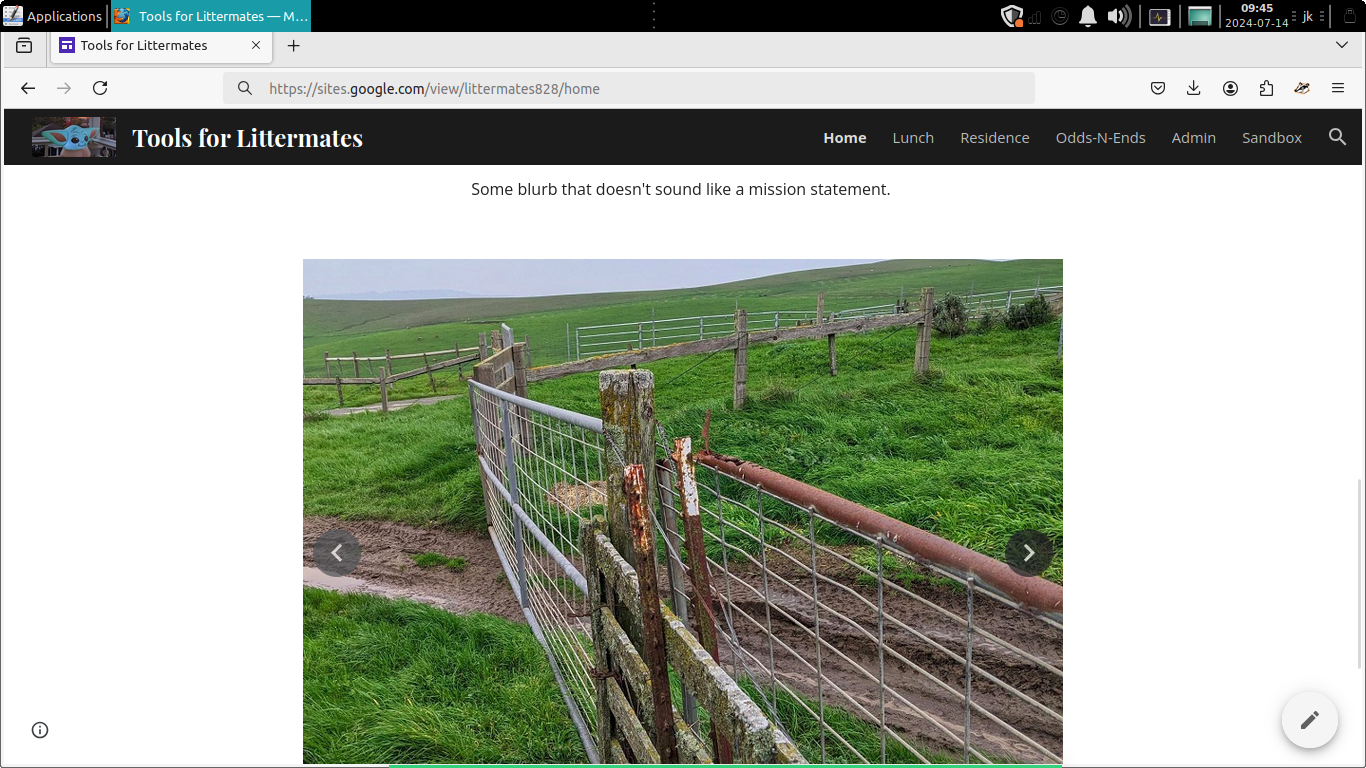 Applications
Tools for Littermates — M...
09:45
2024-07-14
jk
Tools for Littermates
https://sites.google.com/view/littermates828/home
Tools for Littermates
Home
Lunch
Residence
Odds-N-Ends
Admin
Sandbox
Some blurb that doesn't sound like a mission statement.